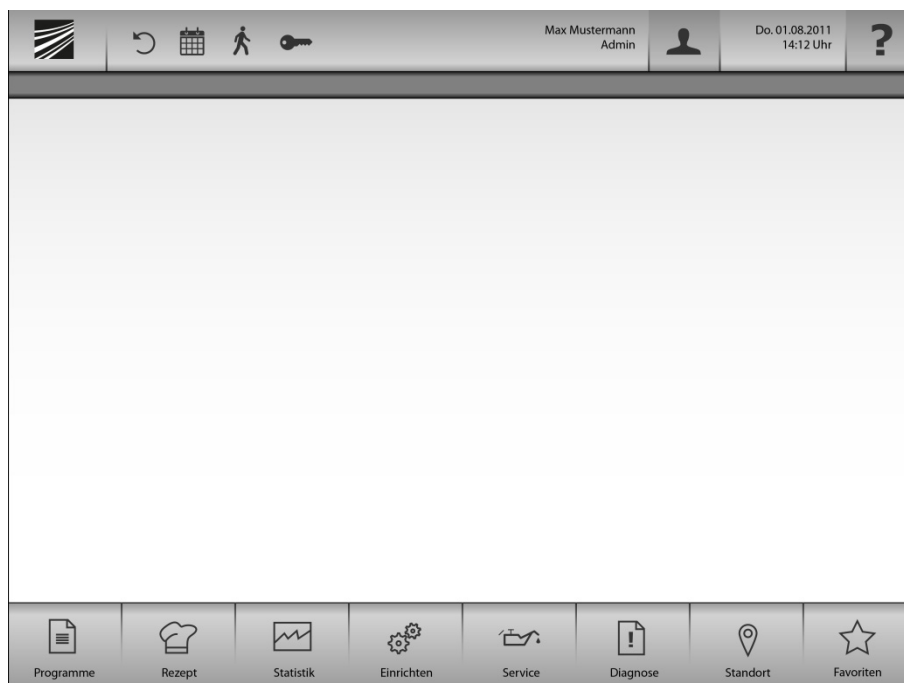 Max Mustermann
Admin
Do. 01.08.2011
14:12 Uhr
?
Programme
Rezept
Statistik
Einrichten
Service
Diagnose
Standort
Favoriten